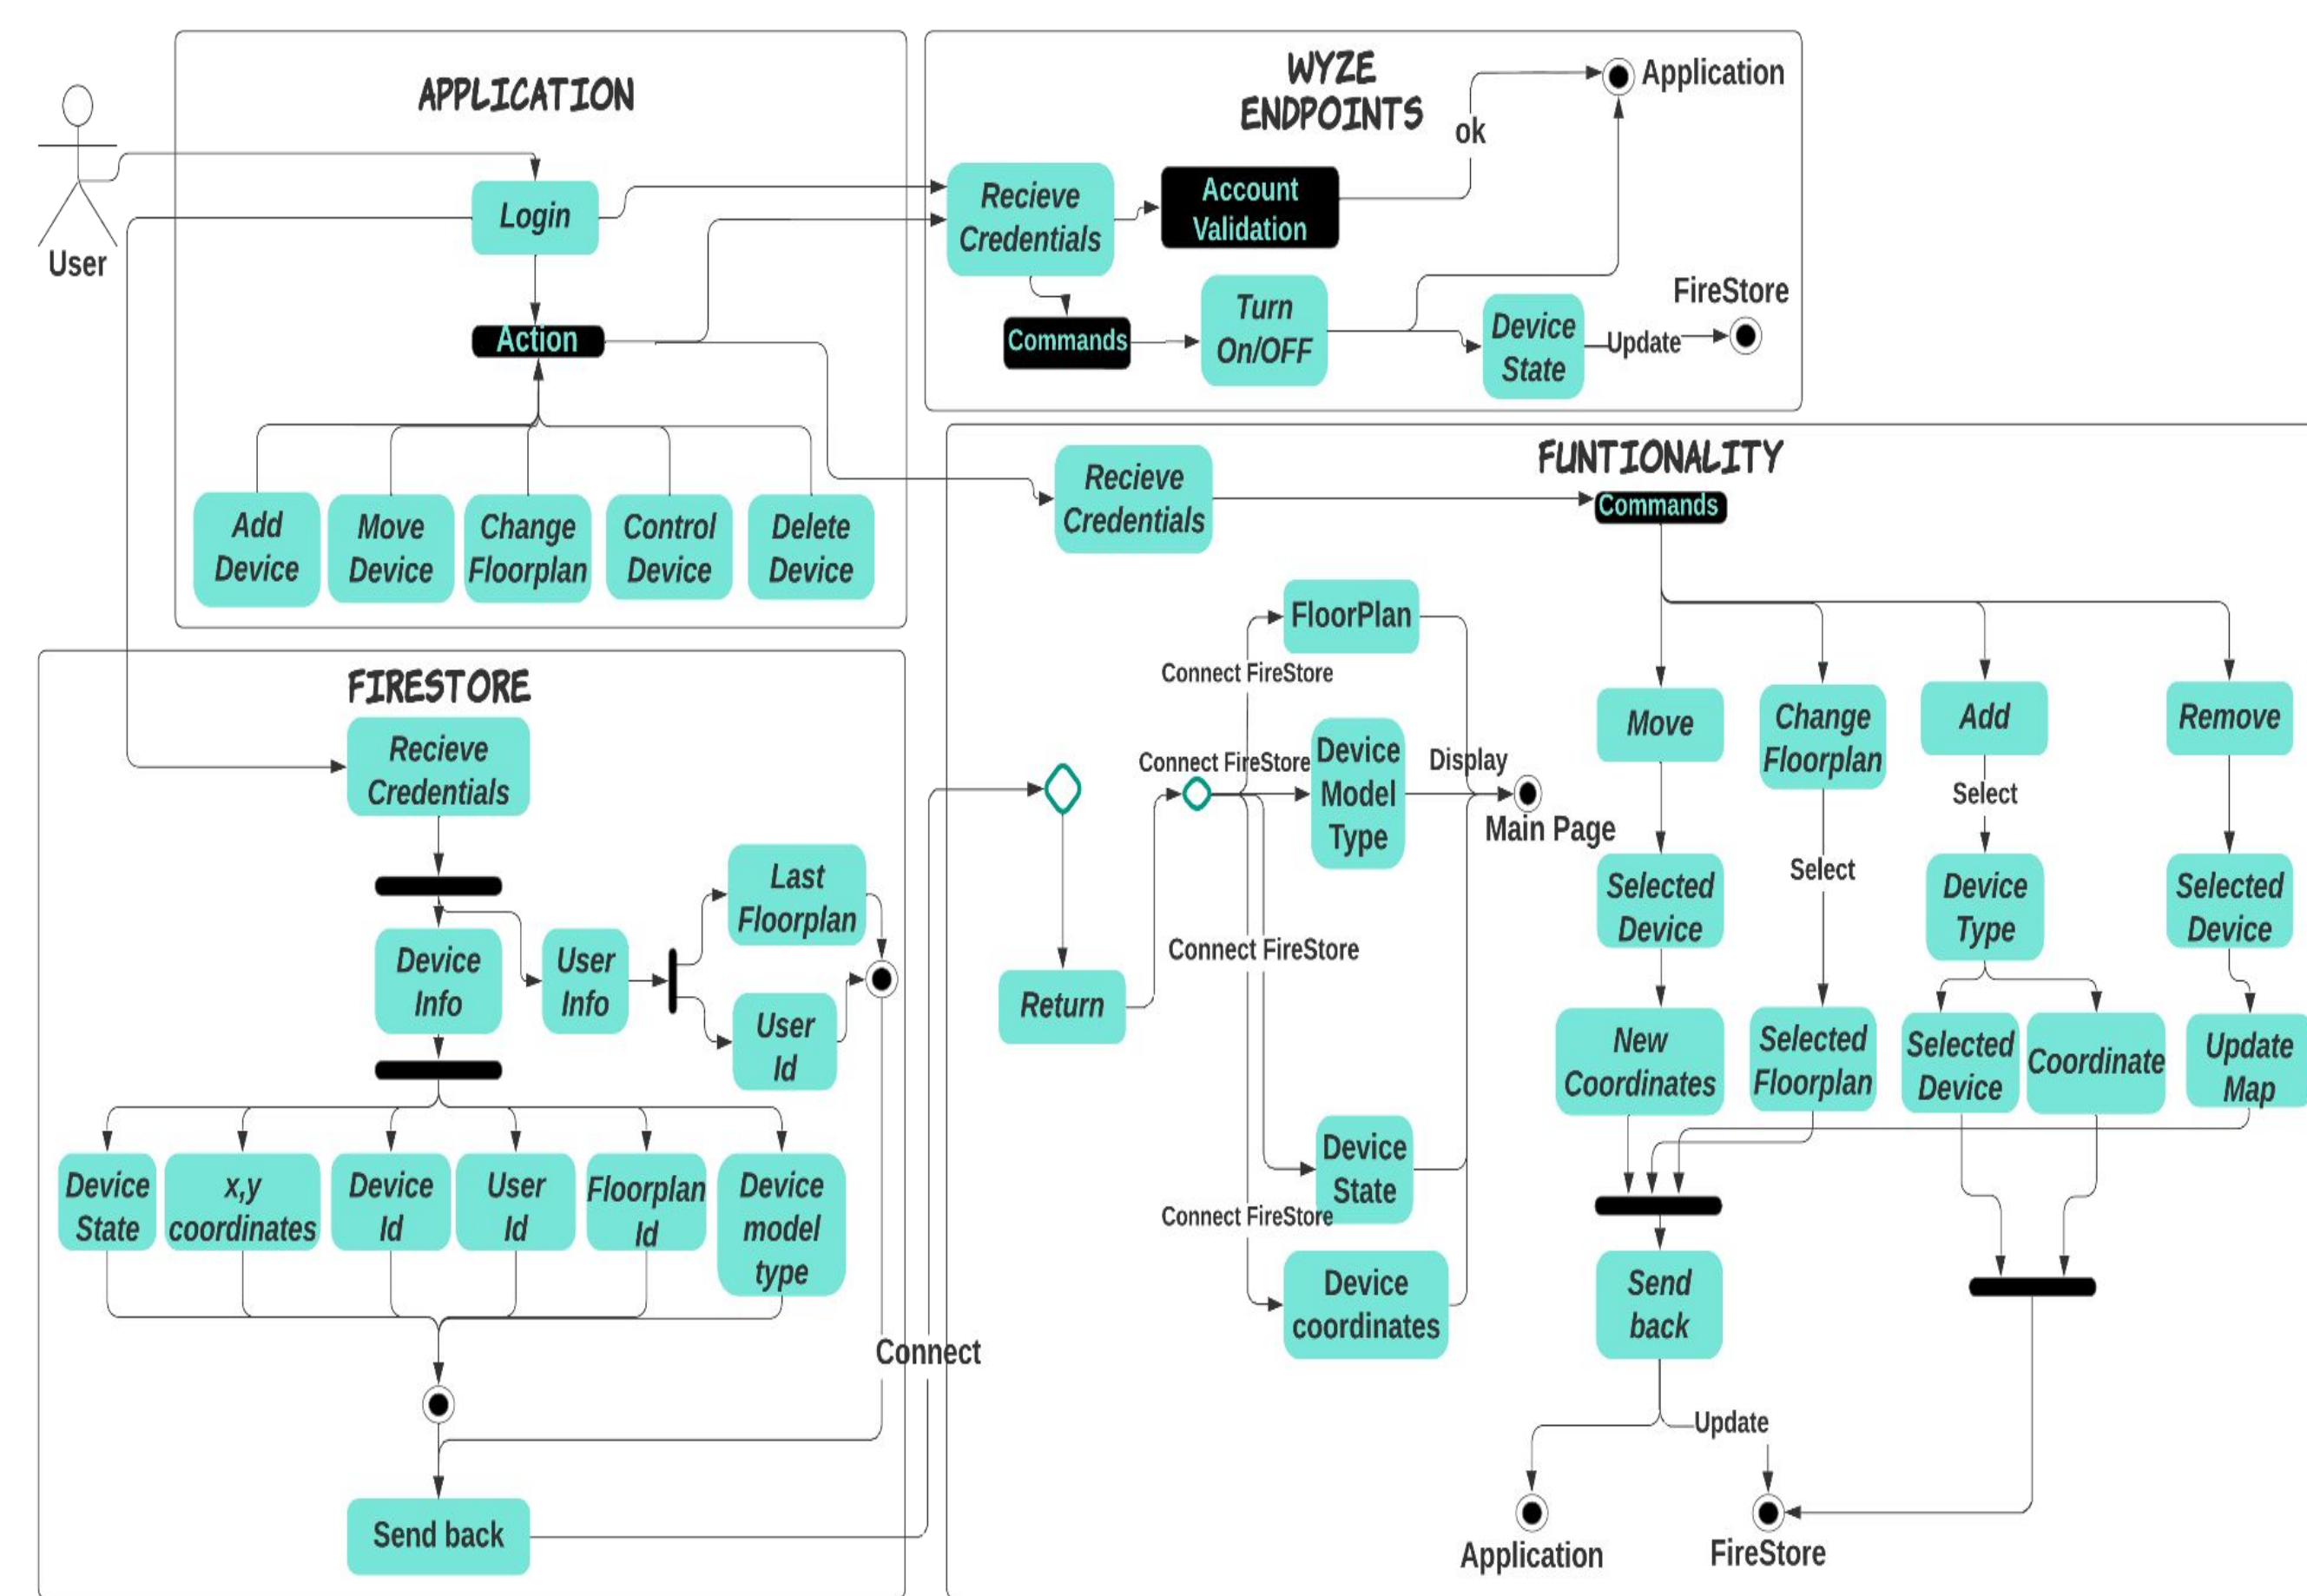 APPLICATION
User
Login
Action
Add
Device
Move
Device
Change
Floorplan
Control
Device
Delete
Device
WYZE
ENDPOINTS
Application
ok
Recieve
Credentials
Account
Validation
Commands
Turn
On/OFF
Device
State
Update
FireStore
FIRESTORE
Recieve
Credentials
Device
Info
User
Info
Last
Floorplan
User
Id
Device
State
x,y
coordinates
Device
Id
User
Id
Floorplan
Id
Device
model
type
Send back
Connect
FUNTIONALITY
Recieve
Credentials
Commands
Return
Connect FireStore
FloorPlan
Connect FireStore
Device
Model
Type
Display
Main Page
Connect FireStore
Device
State
Connect FireStore
Device
coordinates
Move
Selected
Device
New
Coordinates
Change
Floorplan
Select
Selected
Floorplan
Add
Select
Device
Type
Selected
Device
Coordinate
Remove
Selected
Device
Update
Map
Send
back
Update
Application
FireStore